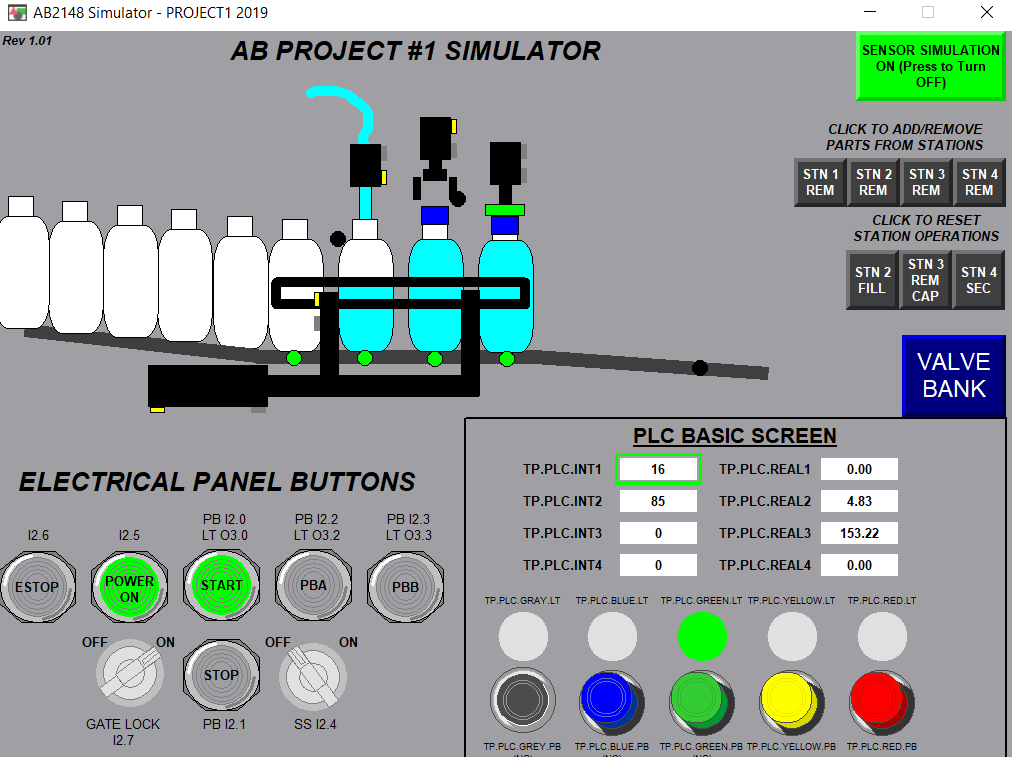 AB2148 Simulator - PROJECT1 2019
Rev 1.01
AB PROJECT #1 SIMULATOR
SENSOR SIMULATION
ON (Press to Turn
OFF)
CLICK TO ADD/REMOVE
PARTS FROM STATIONS
STN 1
REM
STN 2
REM
STN 3
REM
STN 4
REM
CLICK TO RESET
STATION OPERATIONS
STN 2
FILL
STN 3
REM
CAP
STN 4
SEC
VALVE
BANK
ELECTRICAL PANEL BUTTONS
I2.6
I2.5
PB I2.0
LT O3.0
PB I2.2
LT O3.2
PB I2.3
LT O3.3
ESTOP
POWER
ON
START
PBA
PBB
OFF
ON
GATE LOCK
I2.7
STOP
PB I2.1
OFF
ON
SS I2.4
PLC BASIC SCREEN
TP.PLC.INT1 16 TP.PLC.REAL1 0.00
TP.PLC.INT2 85 TP.PLC.REAL2 4.83
TP.PLC.INT3 0 TP.PLC.REAL3 153.22
TP.PLC.INT4 0 TP.PLC.REAL4 0.00
TP.PLC.GRAY.LT TP.PLC.BLUE.LT TP.PLC.GREEN.LT TP.PLC.YELLOW.LT TP.PLC.RED.LT
TP.PLC.GREY.PB TP.PLC.BLUE.PB TP.PLC.GREEN.PB TP.PLC.YELLOW.PB TP.PLC.RED.PB